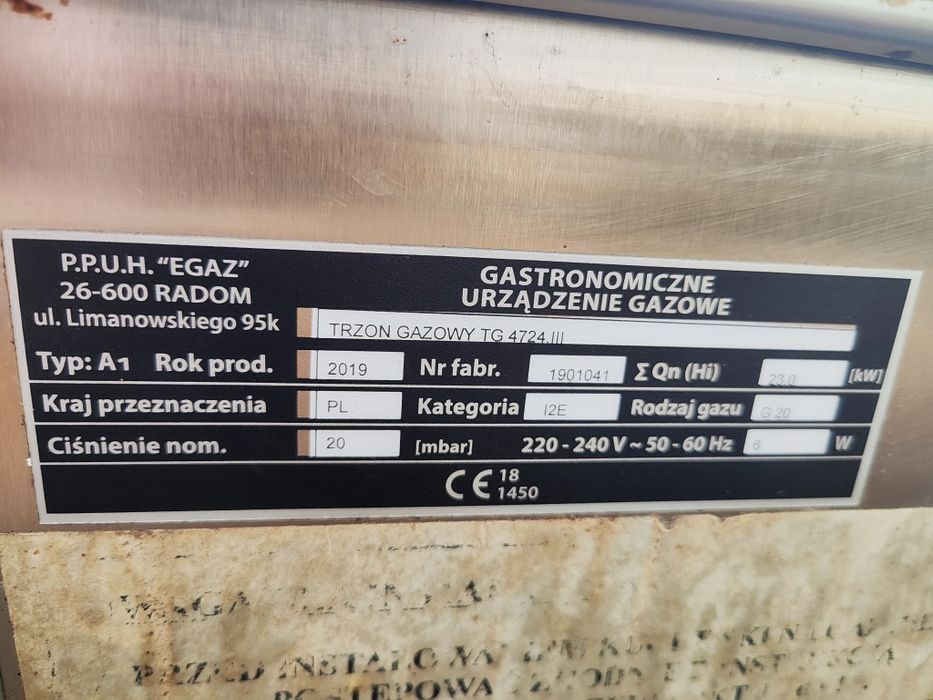 P.P.U.H. "EGAZ"
26-600 RADOM
ul. Limanowskiego 95k
GASTRONOMICZNE
URZĄDZENIE GAZOWE
TRZON GAZOWY TG 4724.III
Typ: A1 Rok prod. 2019 Nr fabr. 1901041 Σ Qn (Hi) 23,0 [kW]
Kraj przeznaczenia PL Kategoria I2E Rodzaj gazu G 20
Ciśnienie nom. 20 [mbar] 220 - 240 V ~ 50 - 60 Hz 6 W
CE 18
1450
PRZED